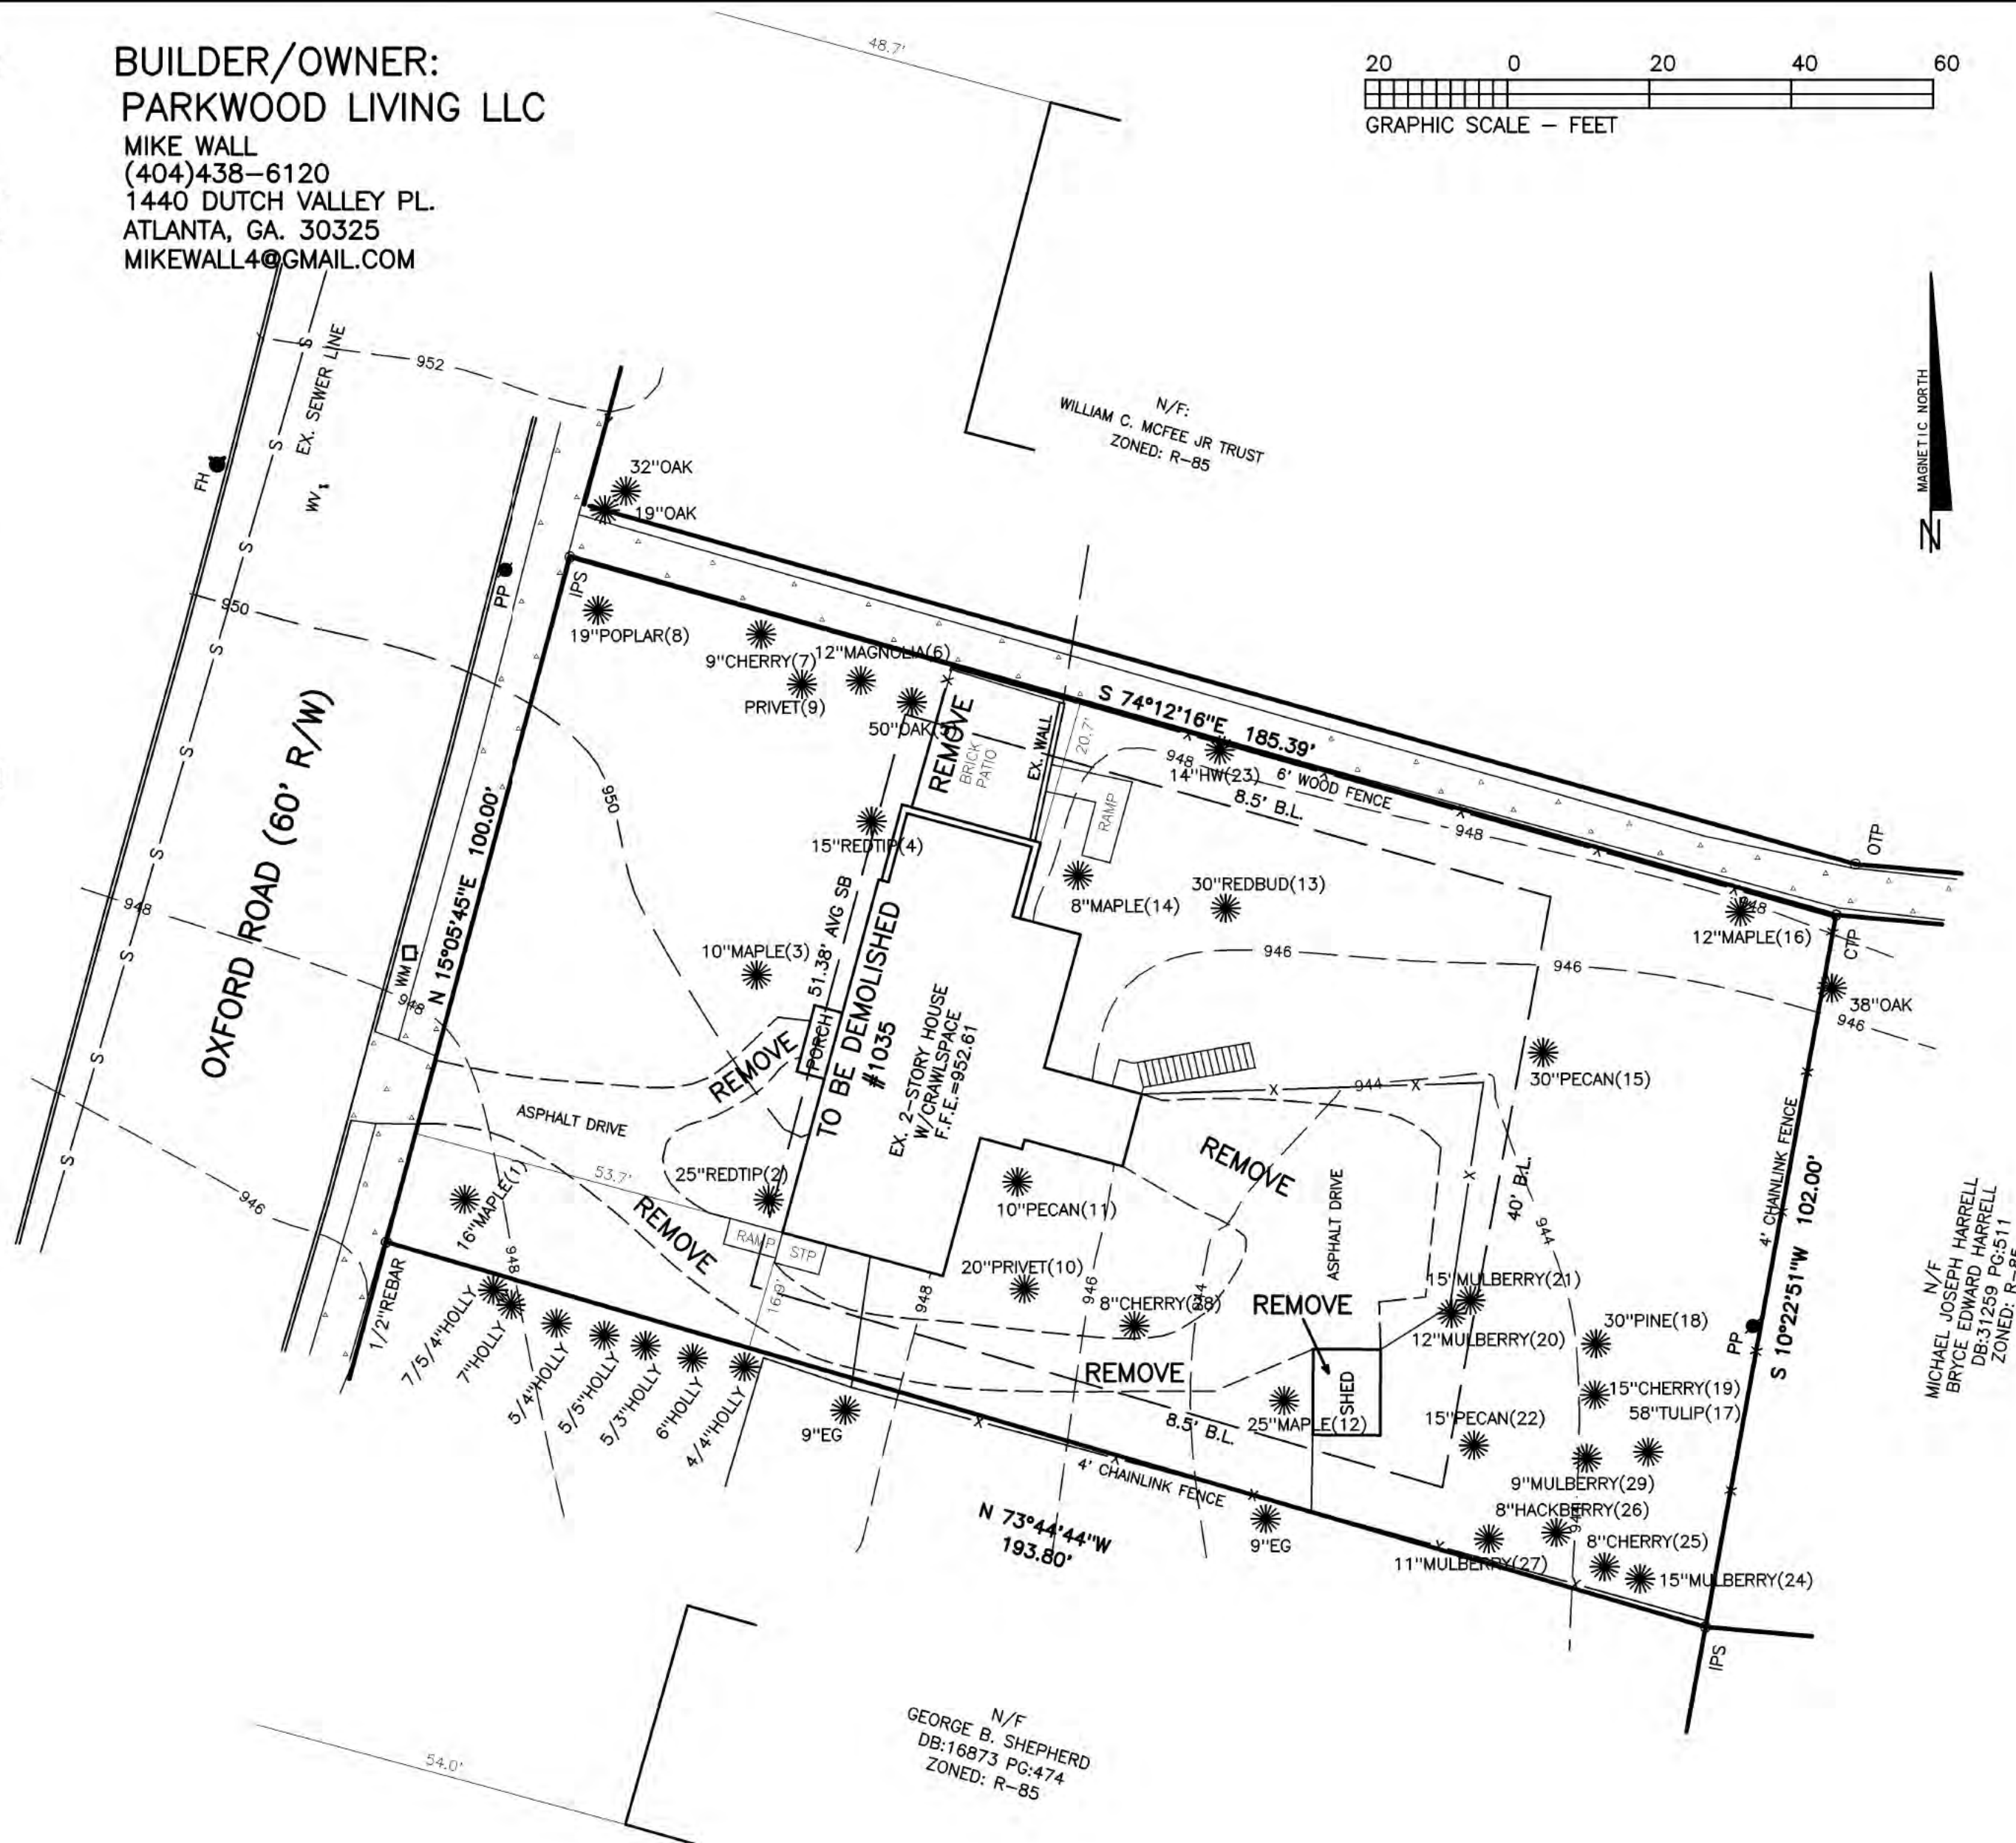 BUILDER/OWNER:
PARKWOOD LIVING LLC
MIKE WALL
(404)438-6120
1440 DUTCH VALLEY PL.
ATLANTA, GA. 30325
MIKEWALL4@GMAIL.COM
48.7'
20 0 20 40 60
GRAPHIC SCALE - FEET
MAGNETIC NORTH
N
N/F:
WILLIAM C. MCFEE JR TRUST
ZONED: R-85
S
S
S
S
S
S
S
S
S
S
EX. SEWER LINE
952
FH
WV
32"OAK
19"OAK
PP
IPS
950
19"POPLAR(8)
9"CHERRY(7)
12"MAGNOLIA(6)
PRIVET(9)
50"OAK(5)
REMOVE
BRICK
PATIO
EX. WALL
20.7'
S 74°12'16"E 185.39'
948
14"HW(23)
6' WOOD FENCE
8.5' B.L.
948
RAMP
OXFORD ROAD (60' R/W)
N 15°05'45"E 100.00'
950
15"REDTIP(4)
8"MAPLE(14)
30"REDBUD(13)
OTP
948
12"MAPLE(16)
CTP
948
WM
948
10"MAPLE(3)
51.38' AVG SB
946
946
38"OAK
946
TO BE DEMOLISHED
#1035
EX. 2-STORY HOUSE
W/CRAWLSPACE
F.F.E.=952.61
PORCH
REMOVE
944
30"PECAN(15)
ASPHALT DRIVE
53.7'
25"REDTIP(2)
REMOVE
RAMP
STP
16.9'
946
16"MAPLE(1)
948
10"PECAN(11)
20"PRIVET(10)
948
946
944
8"CHERRY(28)
REMOVE
ASPHALT DRIVE
40' B.L.
944
4' CHAINLINK FENCE
S 10°22'51"W 102.00'
N/F
MICHAEL JOSEPH HARRELL
BRYCE EDWARD HARRELL
DB:31259 PG:511
ZONED: R-85
1/2"REBAR
7/5/4"HOLLY
7"HOLLY
5/4"HOLLY
5/5"HOLLY
5/3"HOLLY
6"HOLLY
4/4"HOLLY
9"EG
REMOVE
REMOVE
SHED
15"MULBERRY(21)
12"MULBERRY(20)
30"PINE(18)
PP
15"CHERRY(19)
58"TULIP(17)
25"MAPLE(12)
15"PECAN(22)
8.5' B.L.
4' CHAINLINK FENCE
9"MULBERRY(29)
8"HACKBERRY(26)
8"CHERRY(25)
11"MULBERRY(27)
15"MULBERRY(24)
9"EG
N 73°44'44"W
193.80'
IPS
N/F
GEORGE B. SHEPHERD
DB:16873 PG:474
ZONED: R-85
54.0'